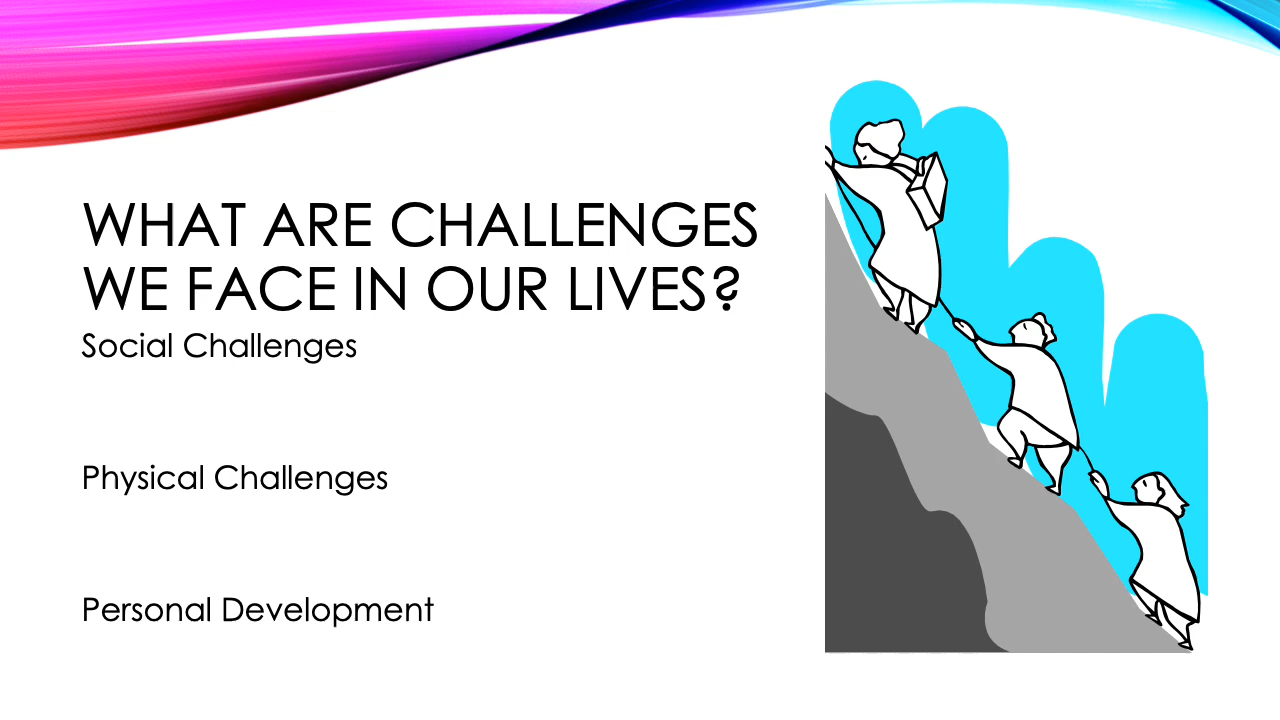 WHAT ARE CHALLENGES
WE FACE IN OUR LIVES?
Social Challenges
Physical Challenges
Personal Development